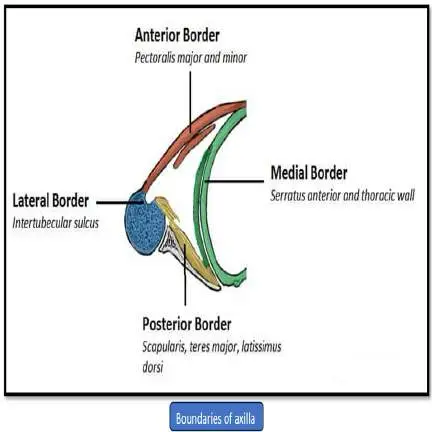 Anterior Border
Pectoralis major and minor
Medial Border
Serratus anterior and thoracic wall
Lateral Border
Intertubecular sulcus
Posterior Border
Scapularis, teres major, latissimus
dorsi
Boundaries of axilla